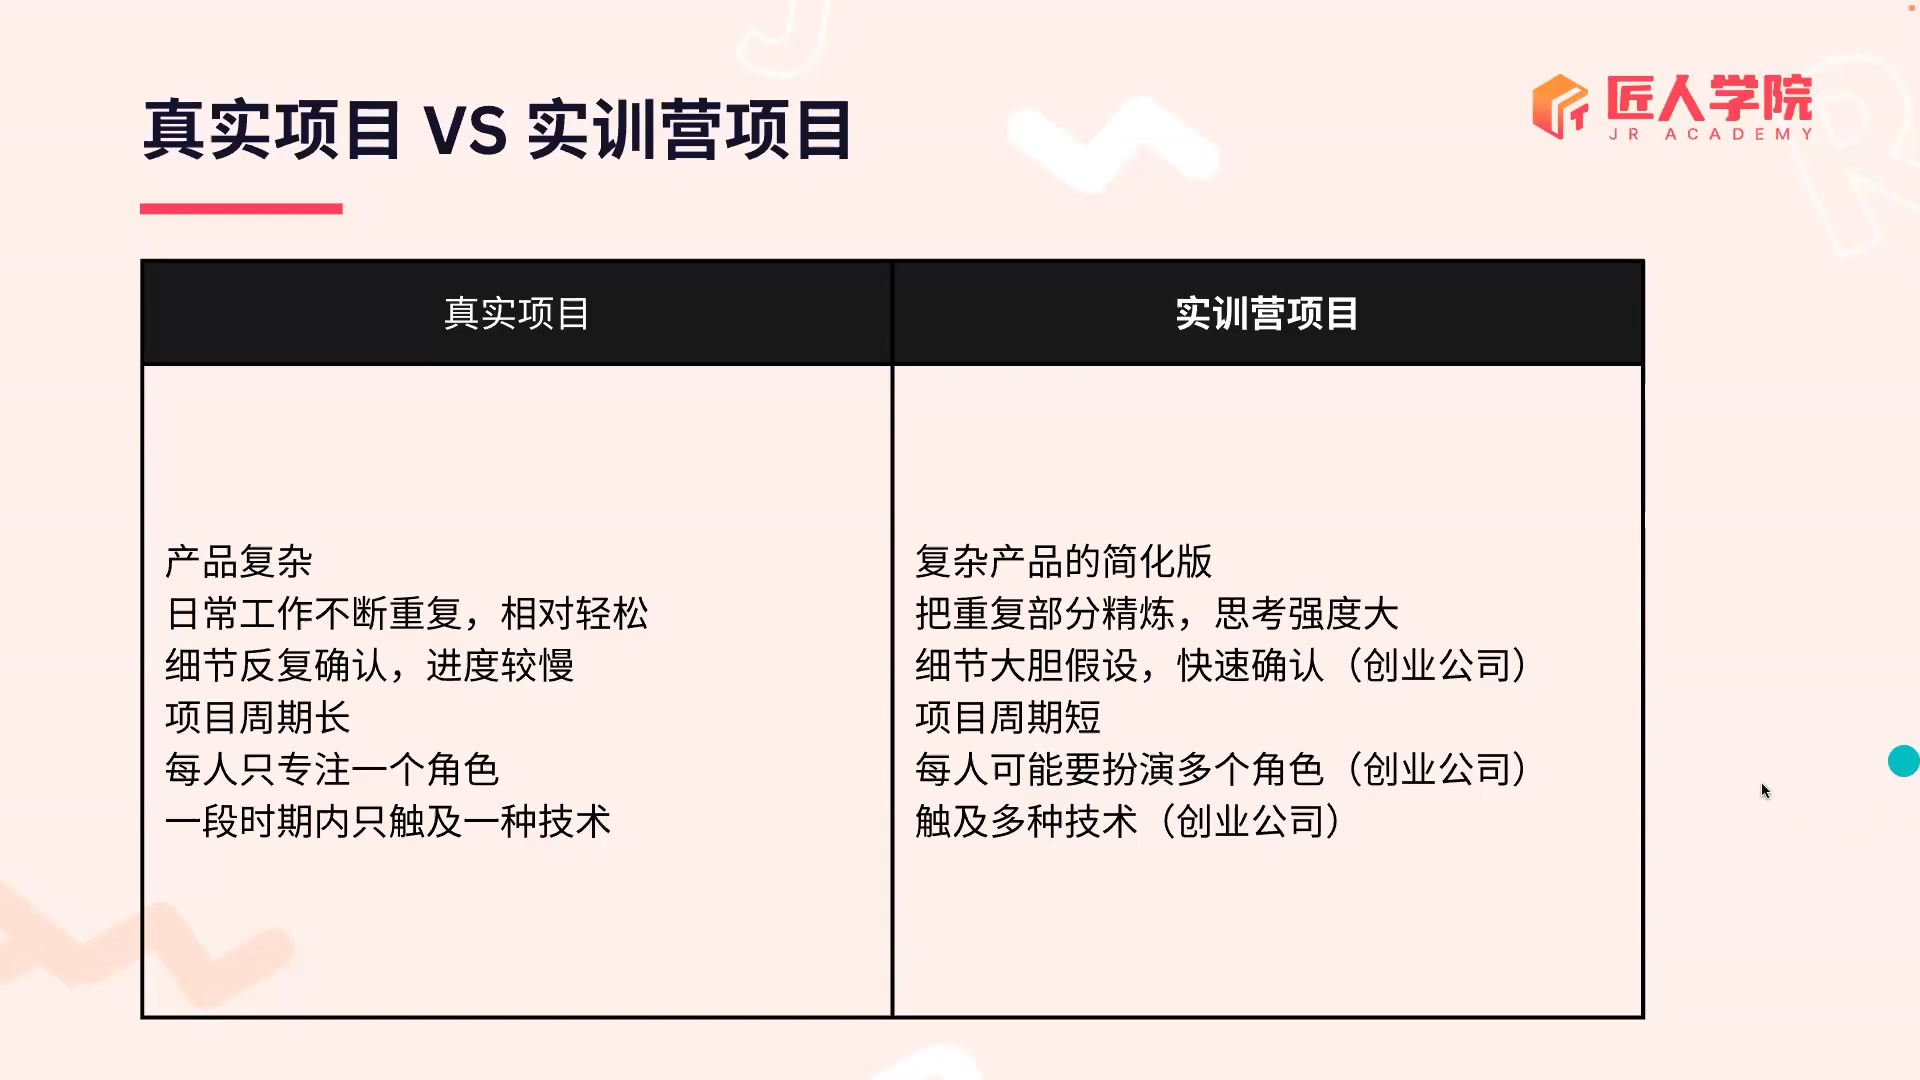 真实项目 VS 实训营项目
匠人学院
JR ACADEMY
真实项目
实训营项目
产品复杂
日常工作不断重复，相对轻松
细节反复确认，进度较慢
项目周期长
每人只专注一个角色
一段时期内只触及一种技术
复杂产品的简化版
把重复部分精炼，思考强度大
细节大胆假设，快速确认（创业公司）
项目周期短
每人可能要扮演多个角色（创业公司）
触及多种技术（创业公司）
J
R